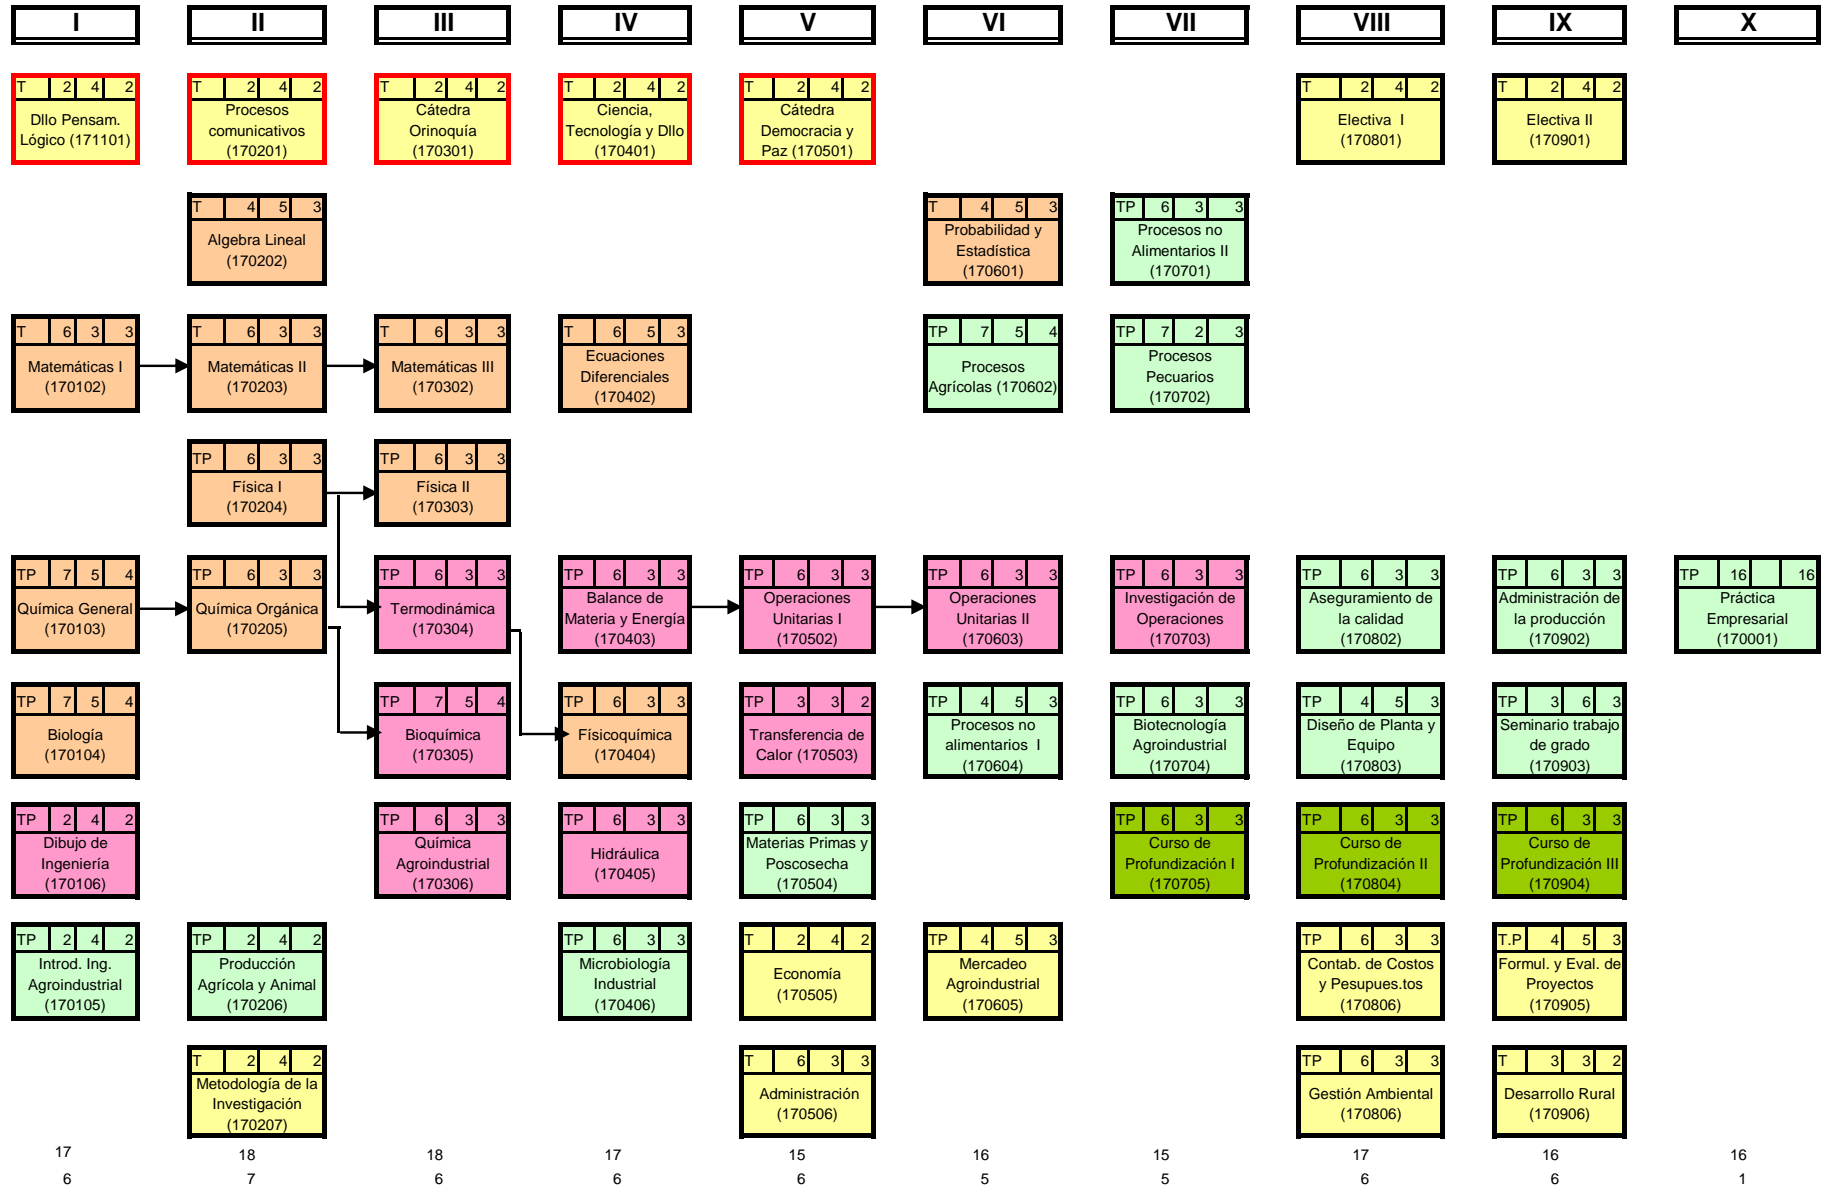 I II III IV V VI VII VIII IX X
T 2 4 2
Dllo Pensam.
Lógico (171101)
T 2 4 2
Procesos
comunicativos
(170201)
T 2 4 2
Cátedra
Orinoquía
(170301)
T 2 4 2
Ciencia,
Tecnología y Dllo
(170401)
T 2 4 2
Cátedra
Democracia y
Paz (170501)
T 2 4 2
Electiva I
(170801)
T 2 4 2
Electiva II
(170901)
T 4 5 3
Algebra Lineal
(170202)
T 4 5 3
Probabilidad y
Estadística
(170601)
TP 6 3 3
Procesos no
Alimentarios II
(170701)
T 6 3 3
Matemáticas I
(170102)
T 6 3 3
Matemáticas II
(170203)
T 6 3 3
Matemáticas III
(170302)
T 6 5 3
Ecuaciones
Diferenciales
(170402)
TP 7 5 4
Procesos
Agrícolas (170602)
TP 7 2 3
Procesos
Pecuarios
(170702)
TP 6 3 3
Física I
(170204)
TP 6 3 3
Física II
(170303)
TP 7 5 4
Química General
(170103)
TP 6 3 3
Química Orgánica
(170205)
TP 6 3 3
Termodinámica
(170304)
TP 6 3 3
Balance de
Materia y Energía
(170403)
TP 6 3 3
Operaciones
Unitarias I
(170502)
TP 6 3 3
Operaciones
Unitarias II
(170603)
TP 6 3 3
Investigación de
Operaciones
(170703)
TP 6 3 3
Aseguramiento de
la calidad
(170802)
TP 6 3 3
Administración de
la producción
(170902)
TP 16 16
Práctica
Empresarial
(170001)
TP 7 5 4
Biología
(170104)
TP 7 5 4
Bioquímica
(170305)
TP 6 3 3
Físicoquímica
(170404)
TP 3 3 2
Transferencia de
Calor (170503)
TP 4 5 3
Procesos no
alimentarios I
(170604)
TP 6 3 3
Biotecnología
Agroindustrial
(170704)
TP 4 5 3
Diseño de Planta y
Equipo
(170803)
TP 3 6 3
Seminario trabajo
de grado
(170903)
TP 2 4 2
Dibujo de
Ingeniería
(170106)
TP 6 3 3
Química
Agroindustrial
(170306)
TP 6 3 3
Hidráulica
(170405)
TP 6 3 3
Materias Primas y
Poscosecha
(170504)
TP 6 3 3
Curso de
Profundización I
(170705)
TP 6 3 3
Curso de
Profundización II
(170804)
TP 6 3 3
Curso de
Profundización III
(170904)
TP 2 4 2
Introd. Ing.
Agroindustrial
(170105)
TP 2 4 2
Producción
Agrícola y Animal
(170206)
TP 6 3 3
Microbiología
Industrial
(170406)
T 2 4 2
Economía
(170505)
TP 4 5 3
Mercadeo
Agroindustrial
(170605)
TP 6 3 3
Contab. de Costos
y Pesupues.tos
(170806)
T.P 4 5 3
Formul. y Eval. de
Proyectos
(170905)
T 2 4 2
Metodología de la
Investigación
(170207)
T 6 3 3
Administración
(170506)
TP 6 3 3
Gestión Ambiental
(170806)
T 3 3 2
Desarrollo Rural
(170906)
17 18 18 17 15 16 15 17 16 16
6 7 6 6 6 5 5 6 6 1